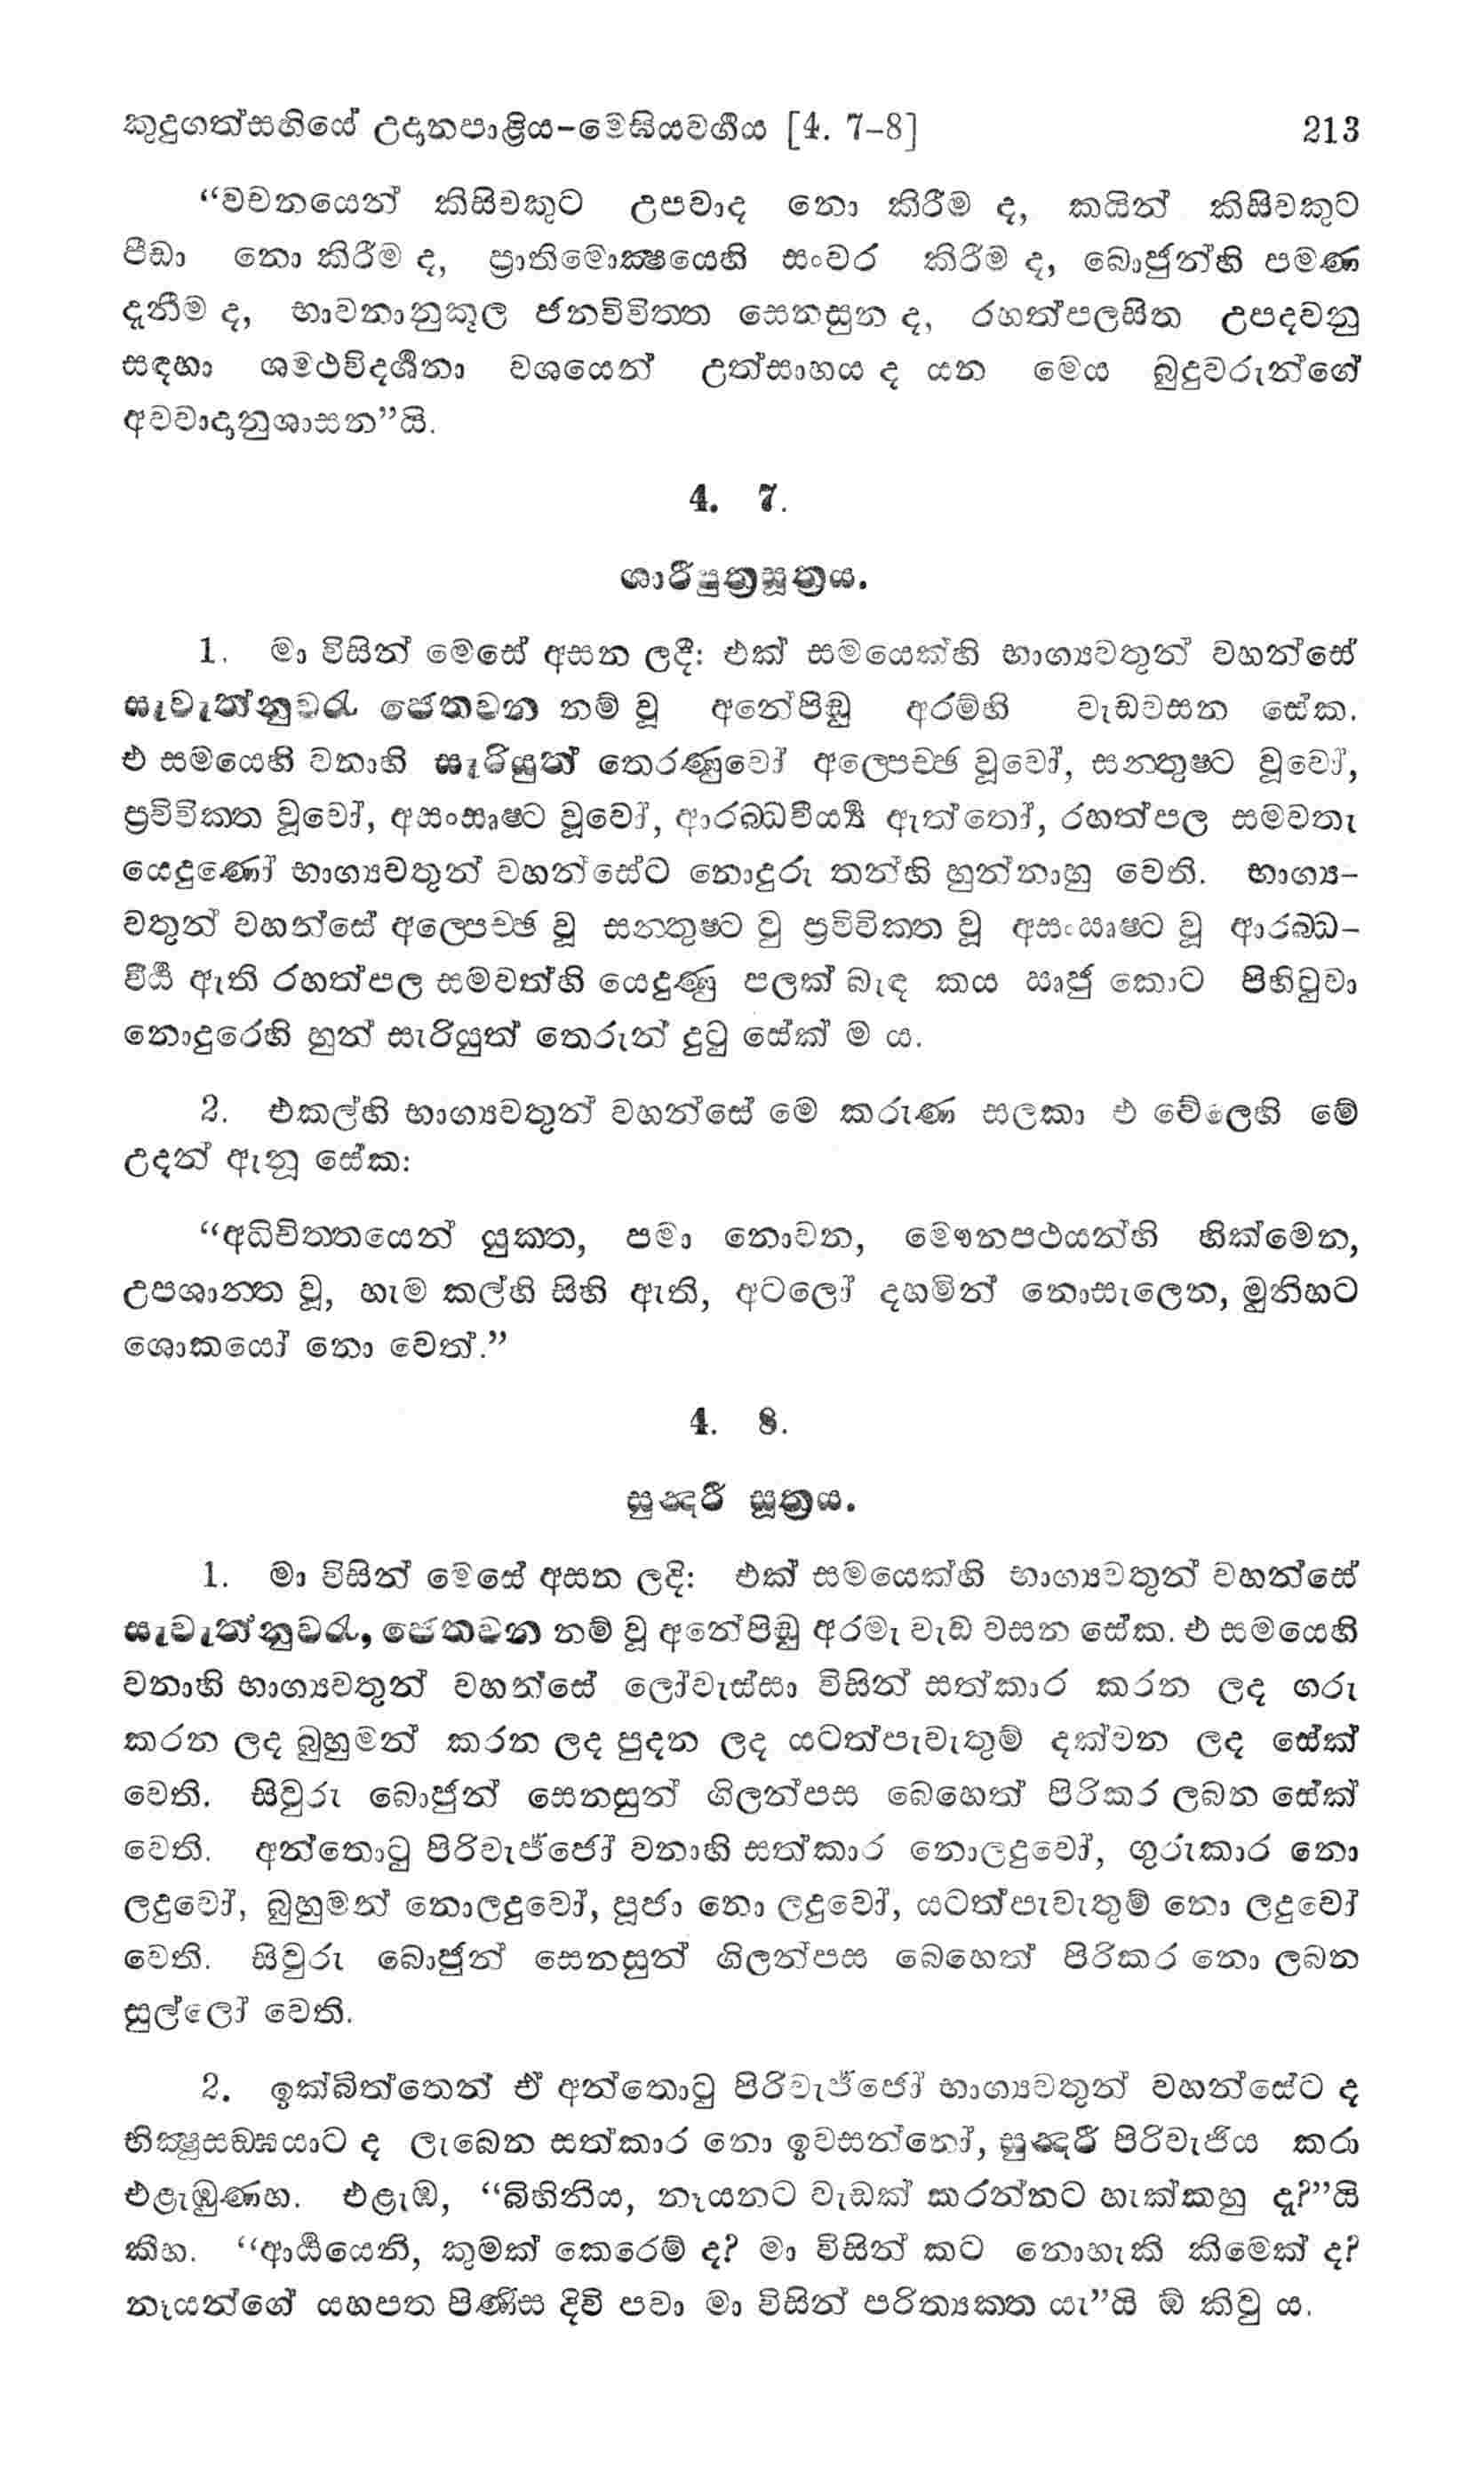 කුදුගත්සඟියේ උදානපාළිය-මෙඝියවර්ගය [4. 7-8] 213
“වචනයෙන් කිසිවකුට උපවාද නො කිරීම ද, කයින් කිසිවකුට
පීඩා නො කිරීම ද, ප්‍රාතිමොක්‍ෂයෙහි සංවර කිරීම ද, බොජුන්හි පමණ
දැනීම ද, භාවනානුකූල ජනවිවිත්ත සෙනසුන ද, රහත්පලසිත උපදවනු
සඳහා ශමථවිදර්ශනා වශයෙන් උත්සාහය ද යන මෙය බුදුවරුන්ගේ
අවවාදානුශාසන”යි.
4. 7.
ශාරීපුත්‍රසූත්‍රය.
1. මා විසින් මෙසේ අසන ලදී: එක් සමයෙක්හි භාග්‍යවතුන් වහන්සේ
සැවැත්නුවරැ ජෙතවන නම් වූ අනේපිඬු අරම්හි වැඩවසන සේක.
එ සමයෙහි වනාහි සැරියුත් තෙරණුවෝ අල්පෙච්ඡ වූවෝ, සන්තුෂ්ට වූවෝ,
ප්‍රවිවික්ත වූවෝ, අසංසෘෂ්ට වූවෝ, ආරබ්ධවීර්‍ය්‍ය ඇත්තෝ, රහත්පල සමවතැ
යෙදුණෝ භාග්‍යවතුන් වහන්සේට නොදුරු තන්හි හුන්නාහු වෙති. භාග්‍ය-
වතුන් වහන්සේ අල්පෙච්ඡ වූ සන්තුෂ්ට වු ප්‍රවිවික්ත වූ අසංසෘෂ්ට වූ ආරබ්ධ-
වීර්‍ය ඇති රහත්පල සමවත්හි යෙදුණු පලක් බැඳ කය ඍජු කොට පිහිටුවා
නොදුරෙහි හුන් සැරියුත් තෙරුන් දුටු සේක් ම ය.
2. එකල්හි භාග්‍යවතුන් වහන්සේ මෙ කරුණ සලකා එ වේලෙහි මේ
උදන් ඇනූ සේක:
“අධිචිත්තයෙන් යුක්ත, පමා නොවන, මෞනපථයන්හි හික්මෙන,
උපශාන්ත වූ, හැම කල්හි සිහි ඇති, අටලෝ දහමින් නොසැලෙන, මුනිහට
ශොකයෝ නො වෙත්.”
4. 8.
සුන්‍දරී සූත්‍රය.
1. මා විසින් මෙසේ අසන ලදි: එක් සමයෙක්හි භාග්‍යවතුන් වහන්සේ
සැවැත්නුවරැ, ජෙතවන නම් වූ අනේපිඬු අරමැ වැඩ වසන සේක. එ සමයෙහි
වනාහි භාග්‍යවතුන් වහන්සේ ලෝවැස්සා විසින් සත්කාර කරන ලද ගරු
කරන ලද බුහුමන් කරන ලද පුදන ලද යටත්පැවැතුම් දක්වන ලද සේක්
වෙති. සිවුරු බොජුන් සෙනසුන් ගිලන්පස බෙහෙත් පිරිකර ලබන සේක්
වෙති. අන්තොටු පිරිවැජ්ජෝ වනාහි සත්කාර නොලදුවෝ, ගුරුකාර නො
ලදුවෝ, බුහුමන් නොලදුවෝ, පූජා නො ලදුවෝ, යටත්පැවැතුම් නො ලදුවෝ
වෙති. සිවුරු බොජුන් සෙනසුන් ගිලන්පස බෙහෙත් පිරිකර නො ලබන
සුල්ලෝ වෙති.
2. ඉක්බිත්තෙන් ඒ අන්තොටු පිරිවැජ්ජෝ භාග්‍යවතුන් වහන්සේට ද
භික්‍ෂුසඞ්ඝයාට ද ලැබෙන සත්කාර නො ඉවසන්නෝ, සුන්‍දරී පිරිවැජිය කරා
එළැඹුණහ. එළැඹ, “බිහිනිය, නෑයනට වැඩක් කරන්නට හැක්කහු දැ?”යි
කීහ. “ආර්‍යයෙනි, කුමක් කෙරෙම් ද? මා විසින් කට නොහැකි කිමෙක් ද?
නෑයන්ගේ යහපත පිණිස දිවි පවා මා විසින් පරිත්‍යක්ත යැ”යි ඕ කිවු ය.